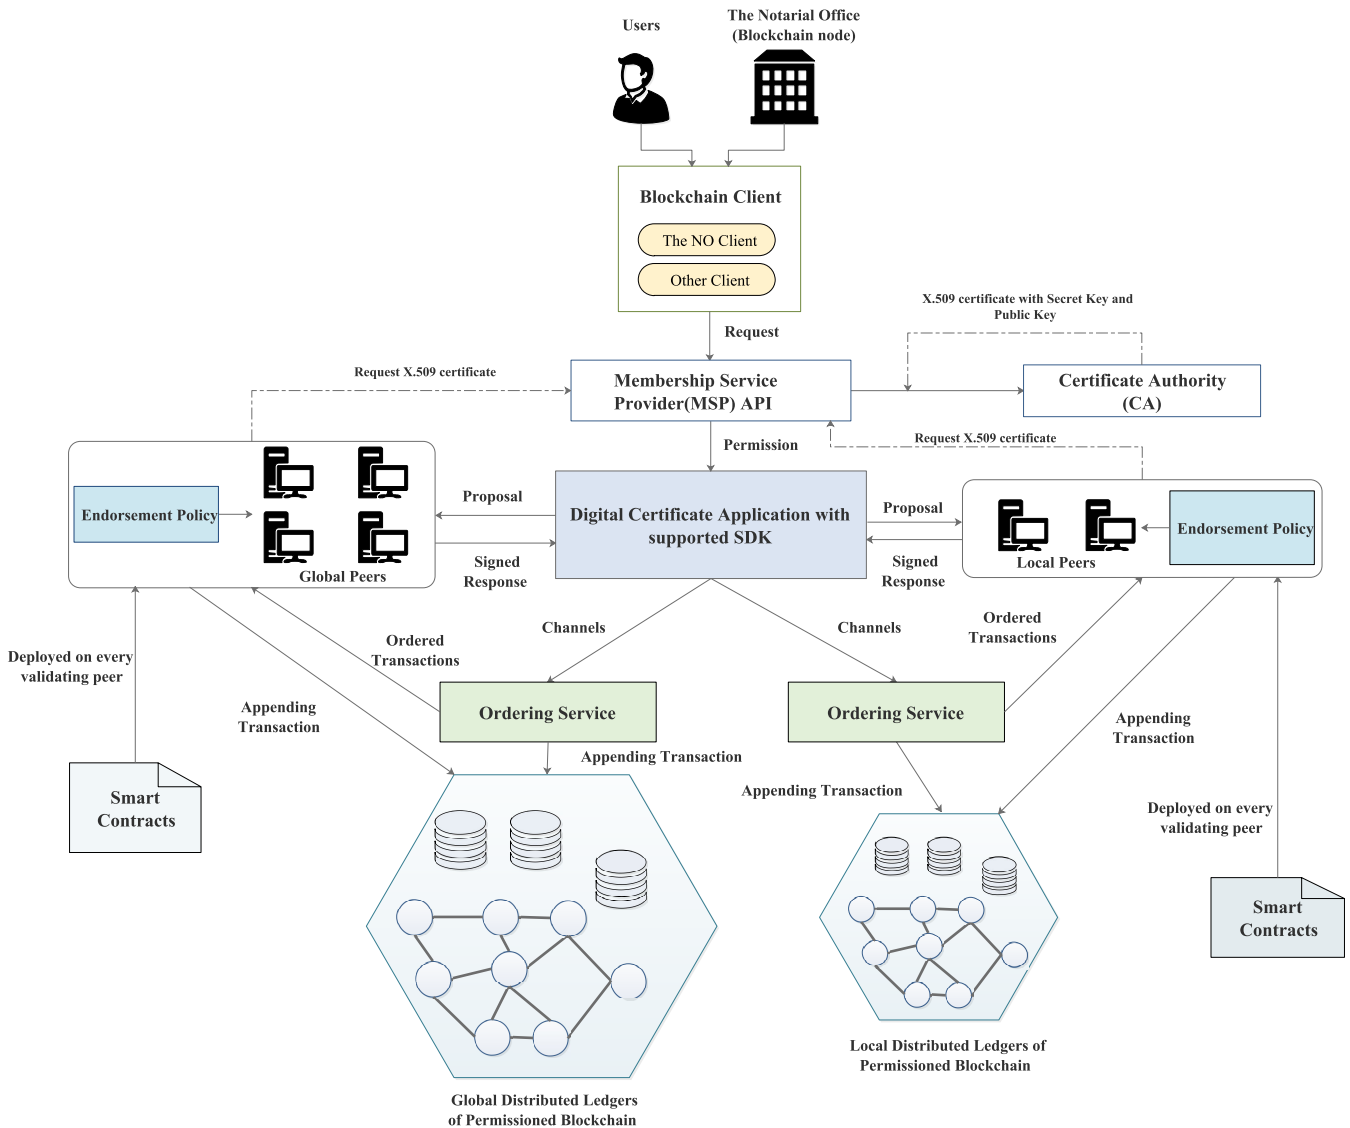 Users
The Notarial Office
(Blockchain node)
Blockchain Client
The NO Client
Other Client
Request
X.509 certificate with Secret Key and
Public Key
Request X.509 certificate
Membership Service
Provider(MSP) API
Certificate Authority
(CA)
Permission
Request X.509 certificate
Endorsement Policy
Global Peers
Proposal
Signed
Response
Digital Certificate Application with
supported SDK
Proposal
Signed
Response
Local Peers
Endorsement Policy
Deployed on every
validating peer
Ordered
Transactions
Channels
Channels
Ordered
Transactions
Appending
Transaction
Ordering Service
Ordering Service
Appending
Transaction
Appending Transaction
Appending Transaction
Smart
Contracts
Deployed on every
validating peer
Smart
Contracts
Local Distributed Ledgers of
Permissioned Blockchain
Global Distributed Ledgers
of Permissioned Blockchain